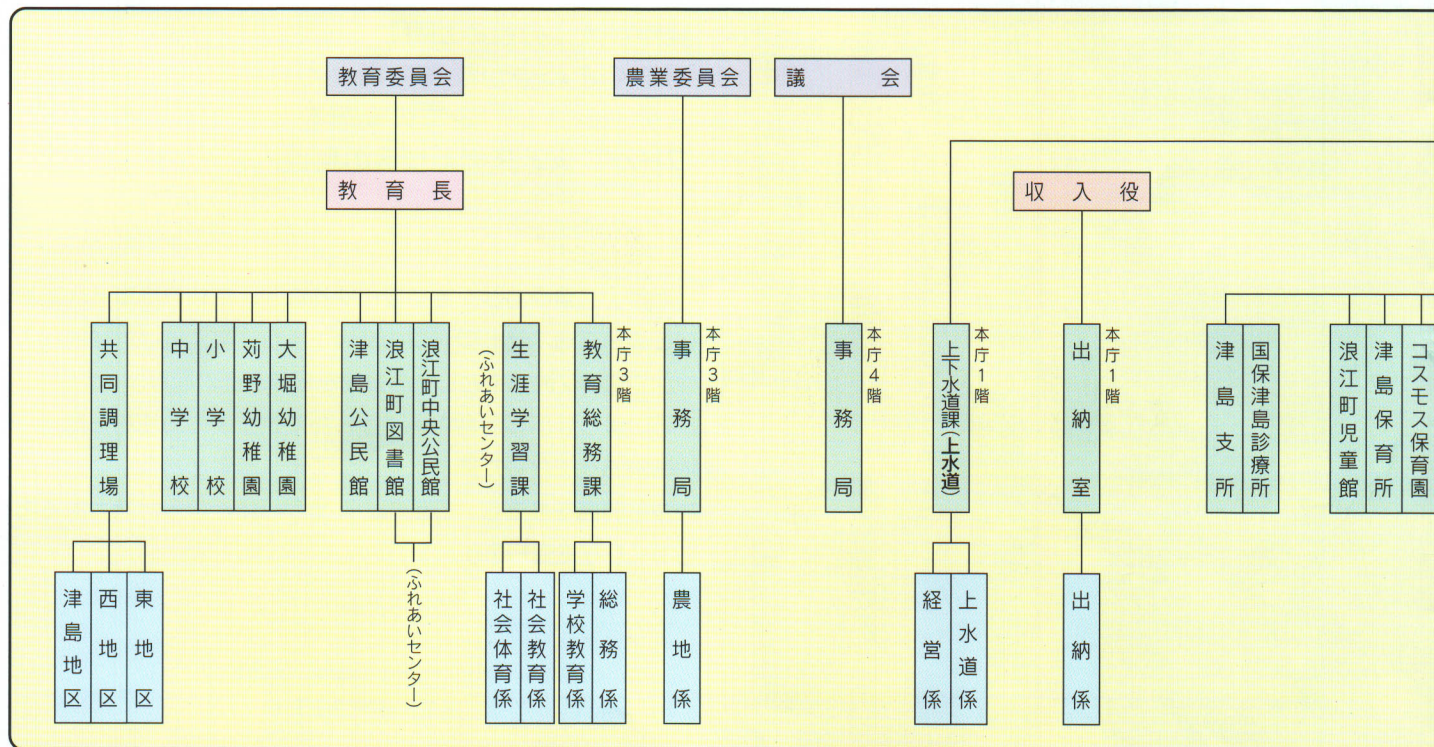 教育委員会
農業委員会
議会
教育長
収入役
共同調理場
中学校
小学校
苅野幼稚園
大堀幼稚園
津島公民館
浪江町図書館
浪江町中央公民館
(ふれあいセンター)
生涯学習課
教育総務課
本庁3階
事務局
本庁3階
事務局
本庁4階
上下水道課(上水道)
本庁1階
出納室
本庁1階
津島支所
国保津島診療所
浪江町児童館
津島保育所
コスモス保育園
津島地区
西地区
東地区
(ふれあいセンター)
社会体育係
社会教育係
学校教育係
総務係
農地係
経営係
上水道係
出納係